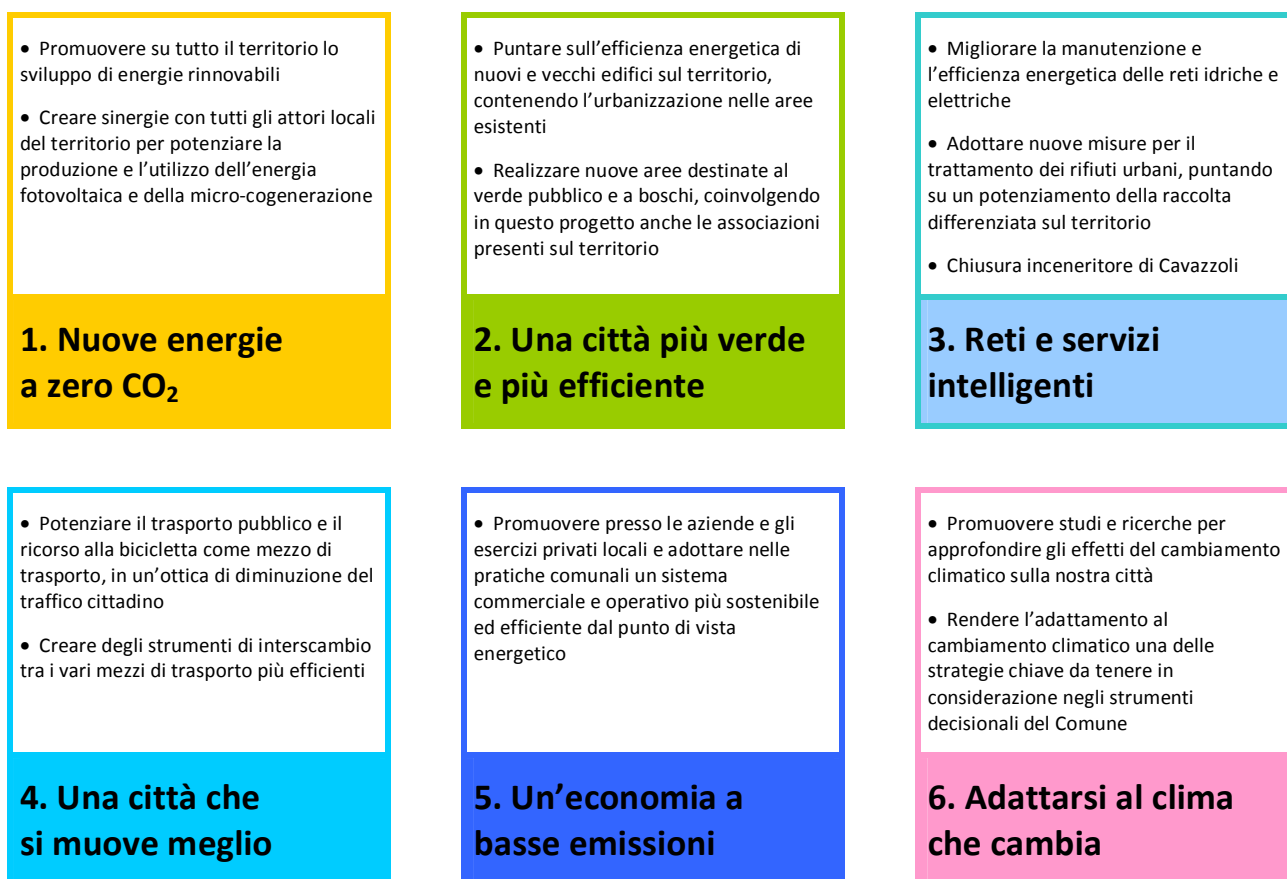 • Promuovere su tutto il territorio lo
sviluppo di energie rinnovabili
• Creare sinergie con tutti gli attori locali
del territorio per potenziare la
produzione e l’utilizzo dell’energia
fotovoltaica e della micro-cogenerazione
1. Nuove energie
a zero CO₂
• Puntare sull’efficienza energetica di
nuovi e vecchi edifici sul territorio,
contenendo l’urbanizzazione nelle aree
esistenti
• Realizzare nuove aree destinate al
verde pubblico e a boschi, coinvolgendo
in questo progetto anche le associazioni
presenti sul territorio
2. Una città più verde
e più efficiente
• Migliorare la manutenzione e
l’efficienza energetica delle reti idriche e
elettriche
• Adottare nuove misure per il
trattamento dei rifiuti urbani, puntando
su un potenziamento della raccolta
differenziata sul territorio
• Chiusura inceneritore di Cavazzoli
3. Reti e servizi
intelligenti
• Potenziare il trasporto pubblico e il
ricorso alla bicicletta come mezzo di
trasporto, in un’ottica di diminuzione del
traffico cittadino
• Creare degli strumenti di interscambio
tra i vari mezzi di trasporto più efficienti
4. Una città che
si muove meglio
• Promuovere presso le aziende e gli
esercizi privati locali e adottare nelle
pratiche comunali un sistema
commerciale e operativo più sostenibile
ed efficiente dal punto di vista
energetico
5. Un’economia a
basse emissioni
• Promuovere studi e ricerche per
approfondire gli effetti del cambiamento
climatico sulla nostra città
• Rendere l’adattamento al
cambiamento climatico una delle
strategie chiave da tenere in
considerazione negli strumenti
decisionali del Comune
6. Adattarsi al clima
che cambia